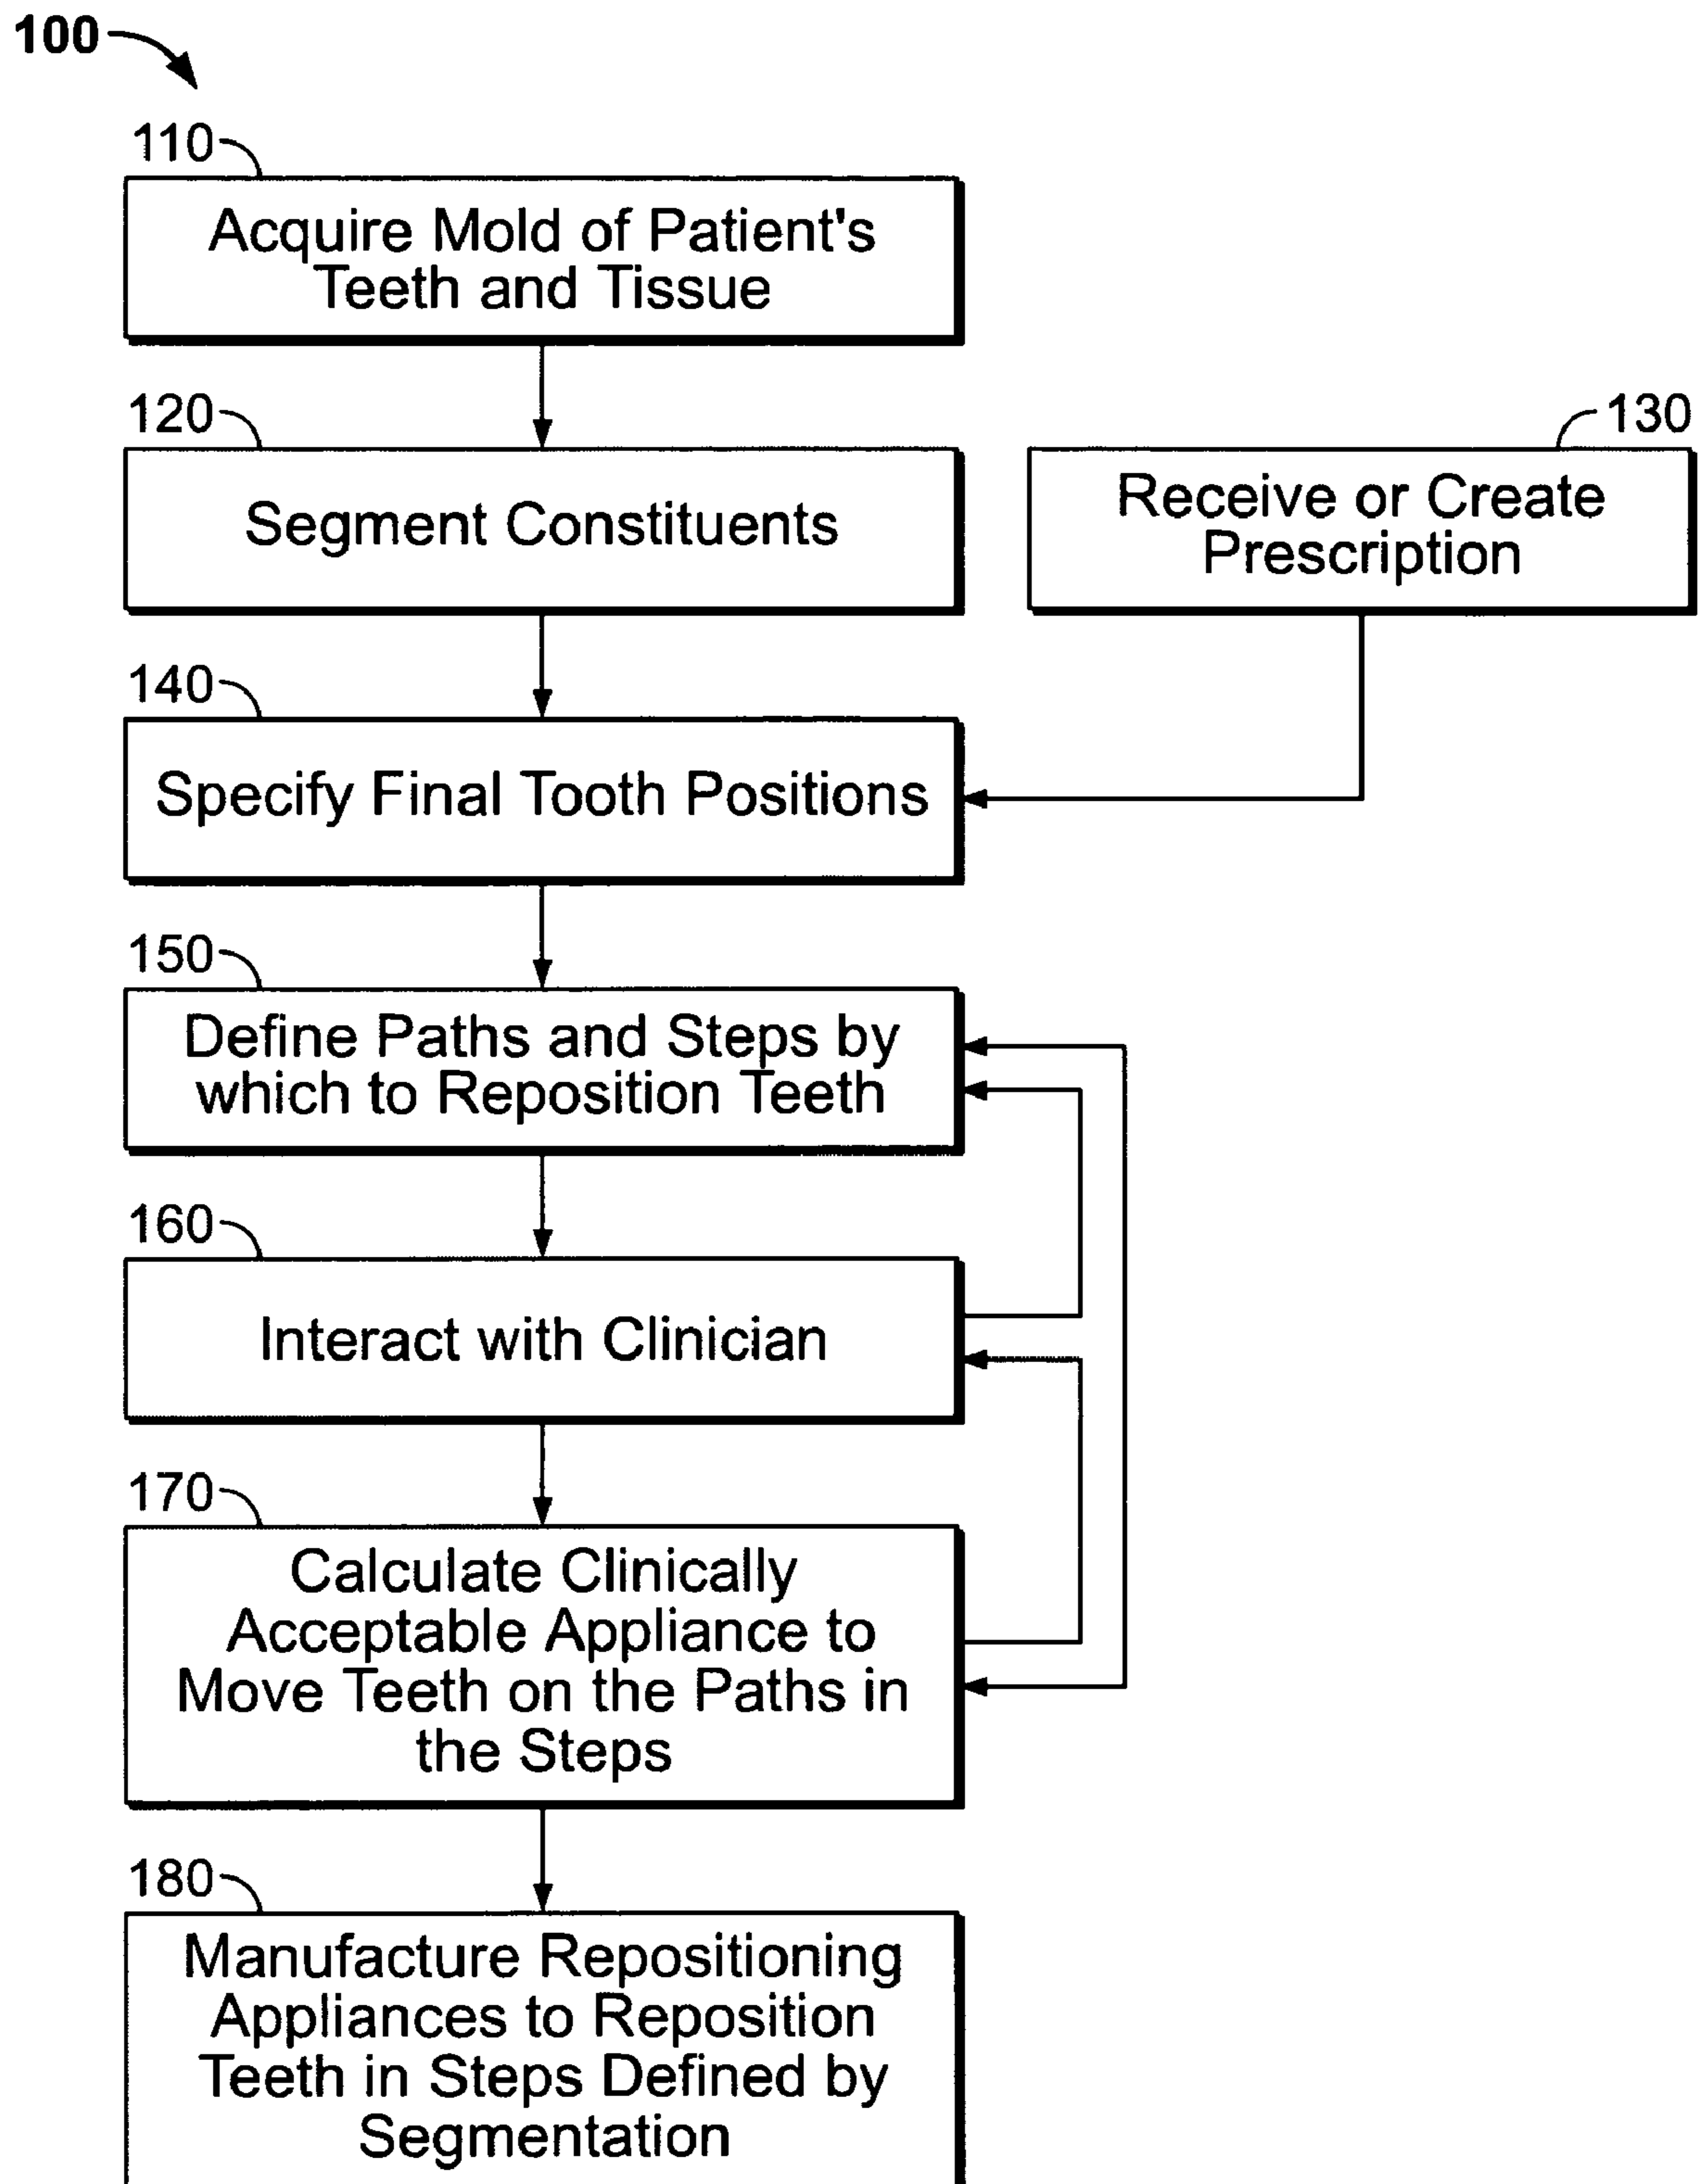 100
110
Acquire Mold of Patient's
Teeth and Tissue
120
Segment Constituents
130
Receive or Create
Prescription
140
Specify Final Tooth Positions
150
Define Paths and Steps by
which to Reposition Teeth
160
Interact with Clinician
170
Calculate Clinically
Acceptable Appliance to
Move Teeth on the Paths in
the Steps
180
Manufacture Repositioning
Appliances to Reposition
Teeth in Steps Defined by
Segmentation